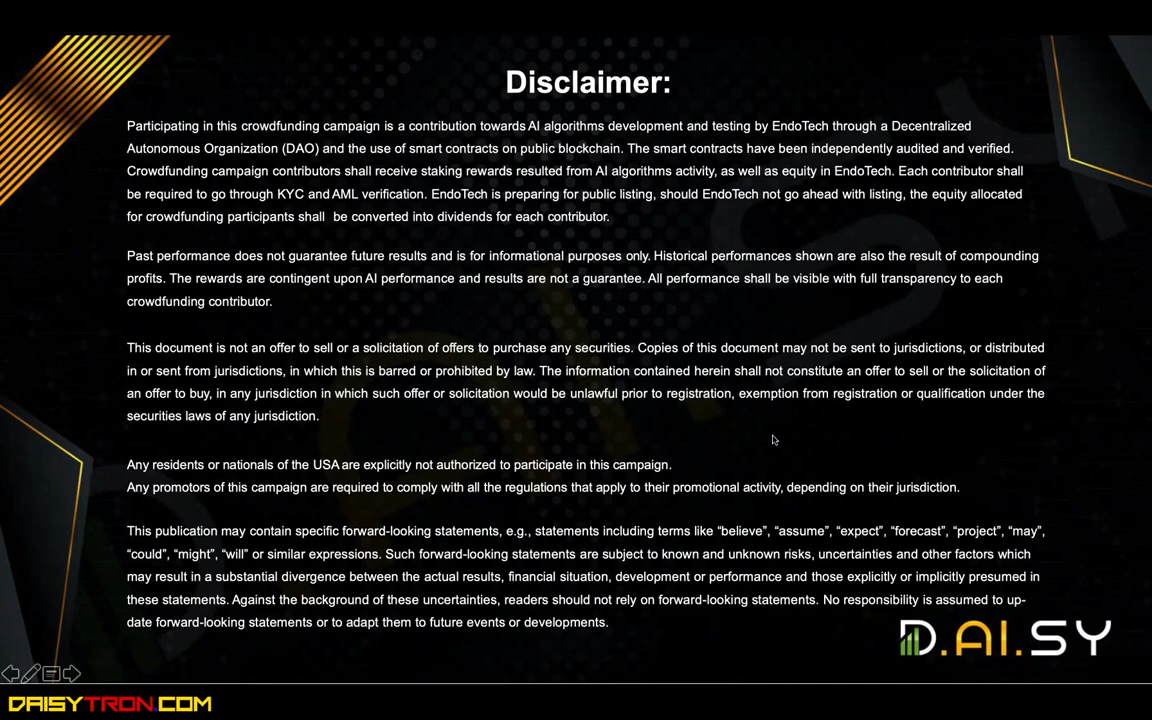 Disclaimer:
Participating in this crowdfunding campaign is a contribution towards AI algorithms development and testing by EndoTech through a Decentralized
Autonomous Organization (DAO) and the use of smart contracts on public blockchain. The smart contracts have been independently audited and verified.
Crowdfunding campaign contributors shall receive staking rewards resulted from AI algorithms activity, as well as equity in EndoTech. Each contributor shall
be required to go through KYC and AML verification. EndoTech is preparing for public listing, should EndoTech not go ahead with listing, the equity allocated
for crowdfunding participants shall be converted into dividends for each contributor.
Past performance does not guarantee future results and is for informational purposes only. Historical performances shown are also the result of compounding
profits. The rewards are contingent upon AI performance and results are not a guarantee. All performance shall be visible with full transparency to each
crowdfunding contributor.
This document is not an offer to sell or a solicitation of offers to purchase any securities. Copies of this document may not be sent to jurisdictions, or distributed
in or sent from jurisdictions, in which this is barred or prohibited by law. The information contained herein shall not constitute an offer to sell or the solicitation of
an offer to buy, in any jurisdiction in which such offer or solicitation would be unlawful prior to registration, exemption from registration or qualification under the
securities laws of any jurisdiction.
Any residents or nationals of the USA are explicitly not authorized to participate in this campaign.
Any promotors of this campaign are required to comply with all the regulations that apply to their promotional activity, depending on their jurisdiction.
This publication may contain specific forward-looking statements, e.g., statements including terms like “believe”, “assume”, “expect”, “forecast”, “project”, “may”,
“could”, “might”, “will” or similar expressions. Such forward-looking statements are subject to known and unknown risks, uncertainties and other factors which
may result in a substantial divergence between the actual results, financial situation, development or performance and those explicitly or implicitly presumed in
these statements. Against the background of these uncertainties, readers should not rely on forward-looking statements. No responsibility is assumed to up-
date forward-looking statements or to adapt them to future events or developments.
D.AI.SY
DAISYTRON.COM